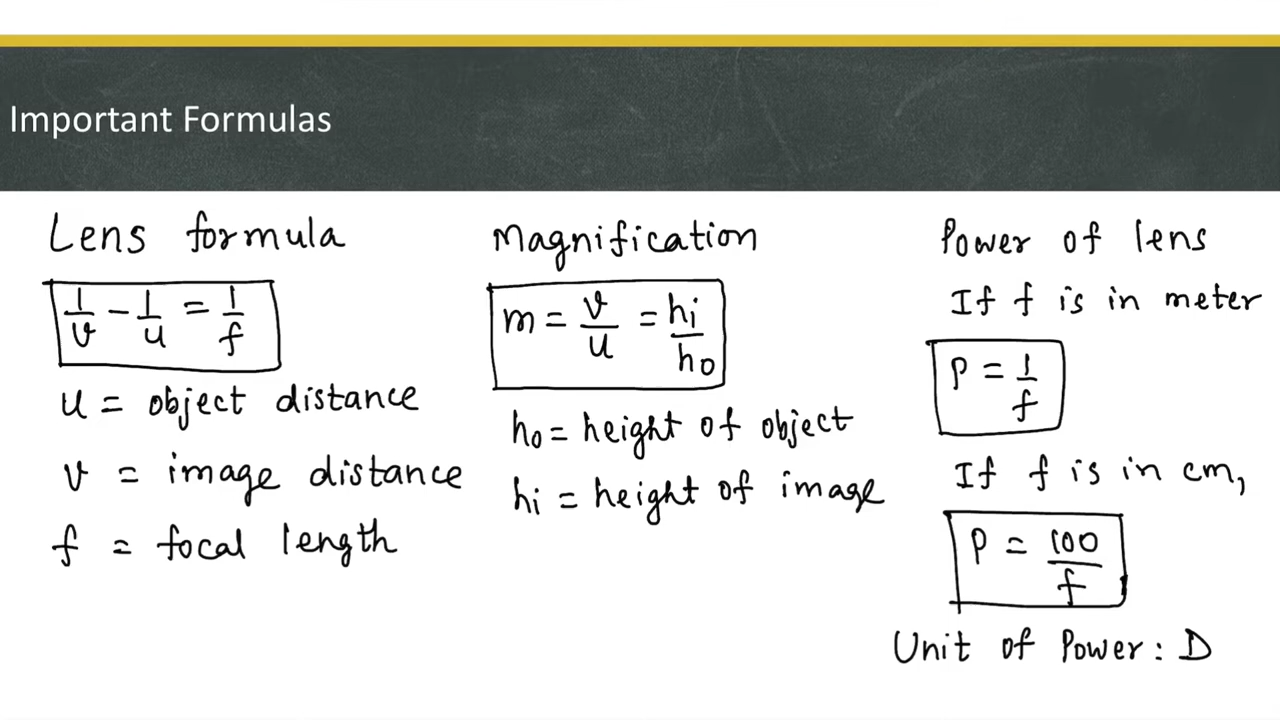 Important Formulas
Lens formula
1/v - 1/u = 1/f
u = object distance
v = image distance
f = focal length
Magnification
m = v/u = hi/ho
ho = height of object
hi = height of image
Power of lens
If f is in meter
P = 1/f
If f is in cm,
P = 100/f
Unit of Power : D